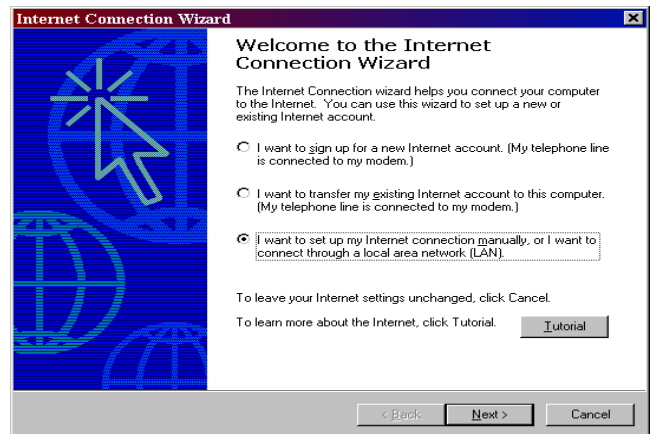 Internet Connection Wizard
Welcome to the Internet
Connection Wizard
The Internet Connection wizard helps you connect your computer
to the Internet. You can use this wizard to set up a new or
existing Internet account.
I want to sign up for a new Internet account. (My telephone line
is connected to my modem.)
I want to transfer my existing Internet account to this computer.
(My telephone line is connected to my modem.)
I want to set up my Internet connection manually, or I want to
connect through a local area network (LAN).
To leave your Internet settings unchanged, click Cancel.
To learn more about the Internet, click Tutorial.
Tutorial
< Back
Next >
Cancel